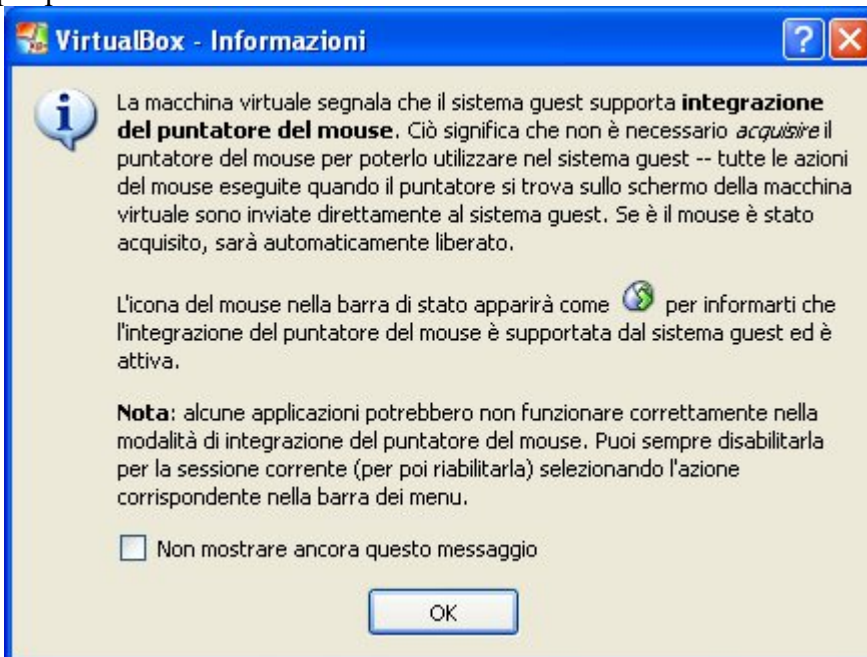 VirtualBox - Informazioni
La macchina virtuale segnala che il sistema guest supporta integrazione
del puntatore del mouse. Ciò significa che non è necessario acquisire il
puntatore del mouse per poterlo utilizzare nel sistema guest -- tutte le azioni
del mouse eseguite quando il puntatore si trova sullo schermo della macchina
virtuale sono inviate direttamente al sistema guest. Se è il mouse è stato
acquisito, sarà automaticamente liberato.
L'icona del mouse nella barra di stato apparirà come per informarti che
l'integrazione del puntatore del mouse è supportata dal sistema guest ed è
attiva.
Nota: alcune applicazioni potrebbero non funzionare correttamente nella
modalità di integrazione del puntatore del mouse. Puoi sempre disabilitarla
per la sessione corrente (per poi riabilitarla) selezionando l'azione
corrispondente nella barra dei menu.
Non mostrare ancora questo messaggio
OK